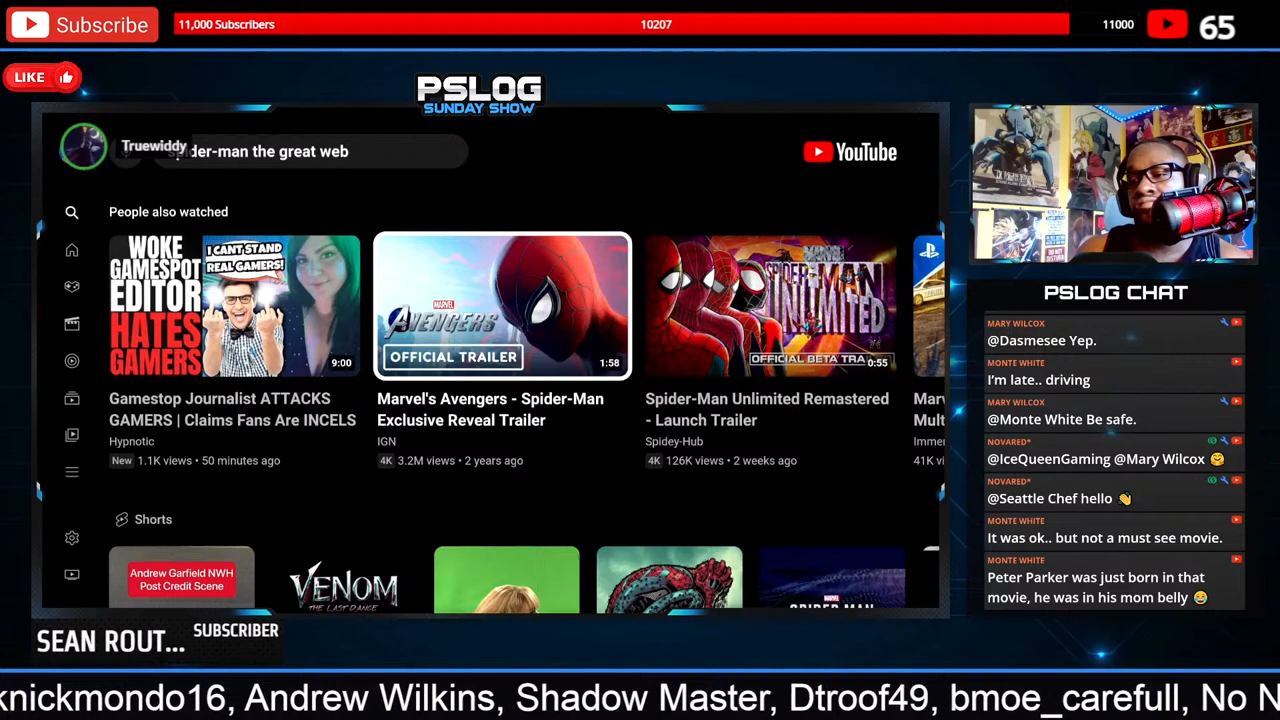 Subscribe
11,000 Subscribers
10207
11000
65
LIKE
PSLOG
SUNDAY SHOW
Truewiddy
spider-man the great web
YouTube
People also watched
WOKE
GAMESPOT
EDITOR
HATES
GAMERS
I CANT STAND
REAL GAMERS!
9:00
MARVEL
AVENGERS
OFFICIAL TRAILER
1:58
MARVEL
SPIDER-MAN
UNLIMITED
OFFICIAL BETA TRA
0:55
Gamestop Journalist ATTACKS
GAMERS | Claims Fans Are INCELS
Hypnotic
New 1.1K views • 50 minutes ago
Marvel's Avengers - Spider-Man
Exclusive Reveal Trailer
IGN
4K 3.2M views • 2 years ago
Spider-Man Unlimited Remastered
- Launch Trailer
Spidey-Hub
4K 126K views • 2 weeks ago
Marv
Mult
Immer
41K v
Shorts
Andrew Garfield NWH
Post Credit Scene
VENOM
THE LAST DANCE
SPIDER-MAN
PSLOG CHAT
MARY WILCOX
@Dasmesee Yep.
MONTE WHITE
I'm late.. driving
MARY WILCOX
@Monte White Be safe.
NOVARED*
@IceQueenGaming @Mary Wilcox 🤗
NOVARED*
@Seattle Chef hello 👋
MONTE WHITE
It was ok.. but not a must see movie.
MONTE WHITE
Peter Parker was just born in that
movie, he was in his mom belly 😂
SEAN ROUT...
SUBSCRIBER
knickmondo16, Andrew Wilkins, Shadow Master, Dtroof49, bmoe_carefull, No N